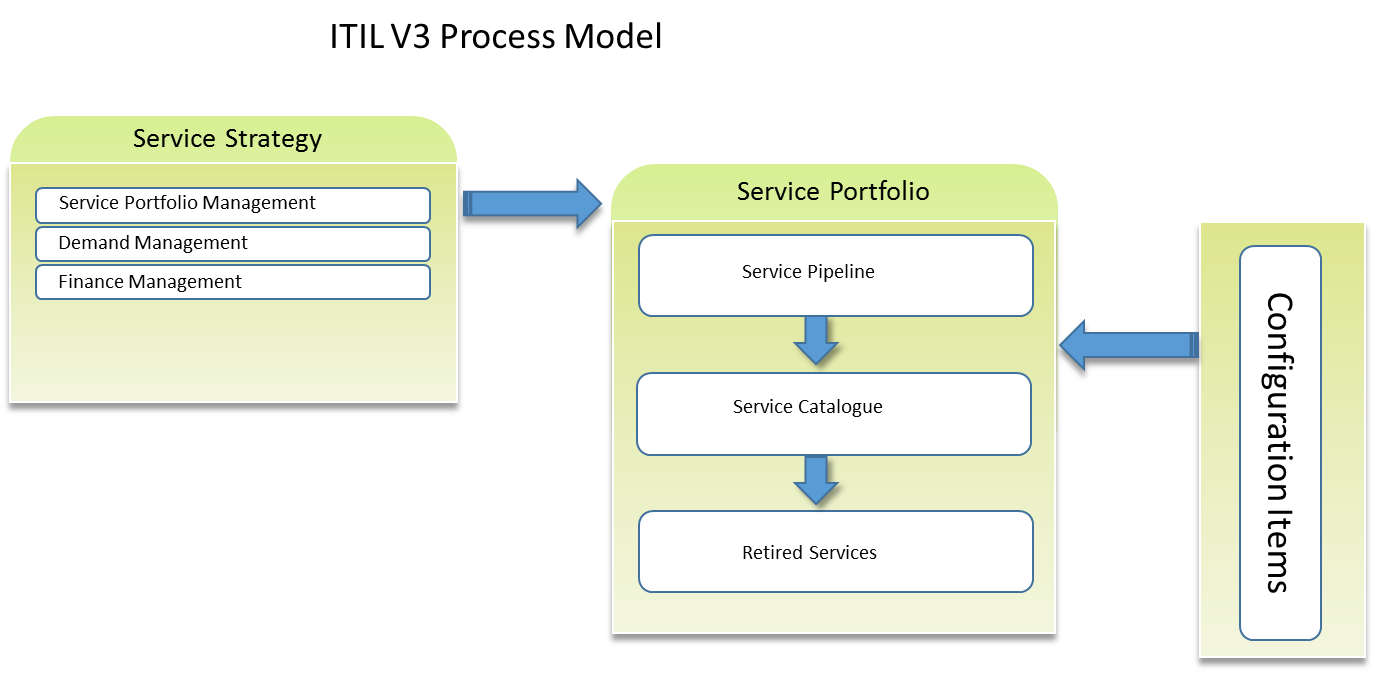 ITIL V3 Process Model
Service Strategy
Service Portfolio Management
Demand Management
Finance Management
Service Portfolio
Service Pipeline
Service Catalogue
Retired Services
Configuration Items